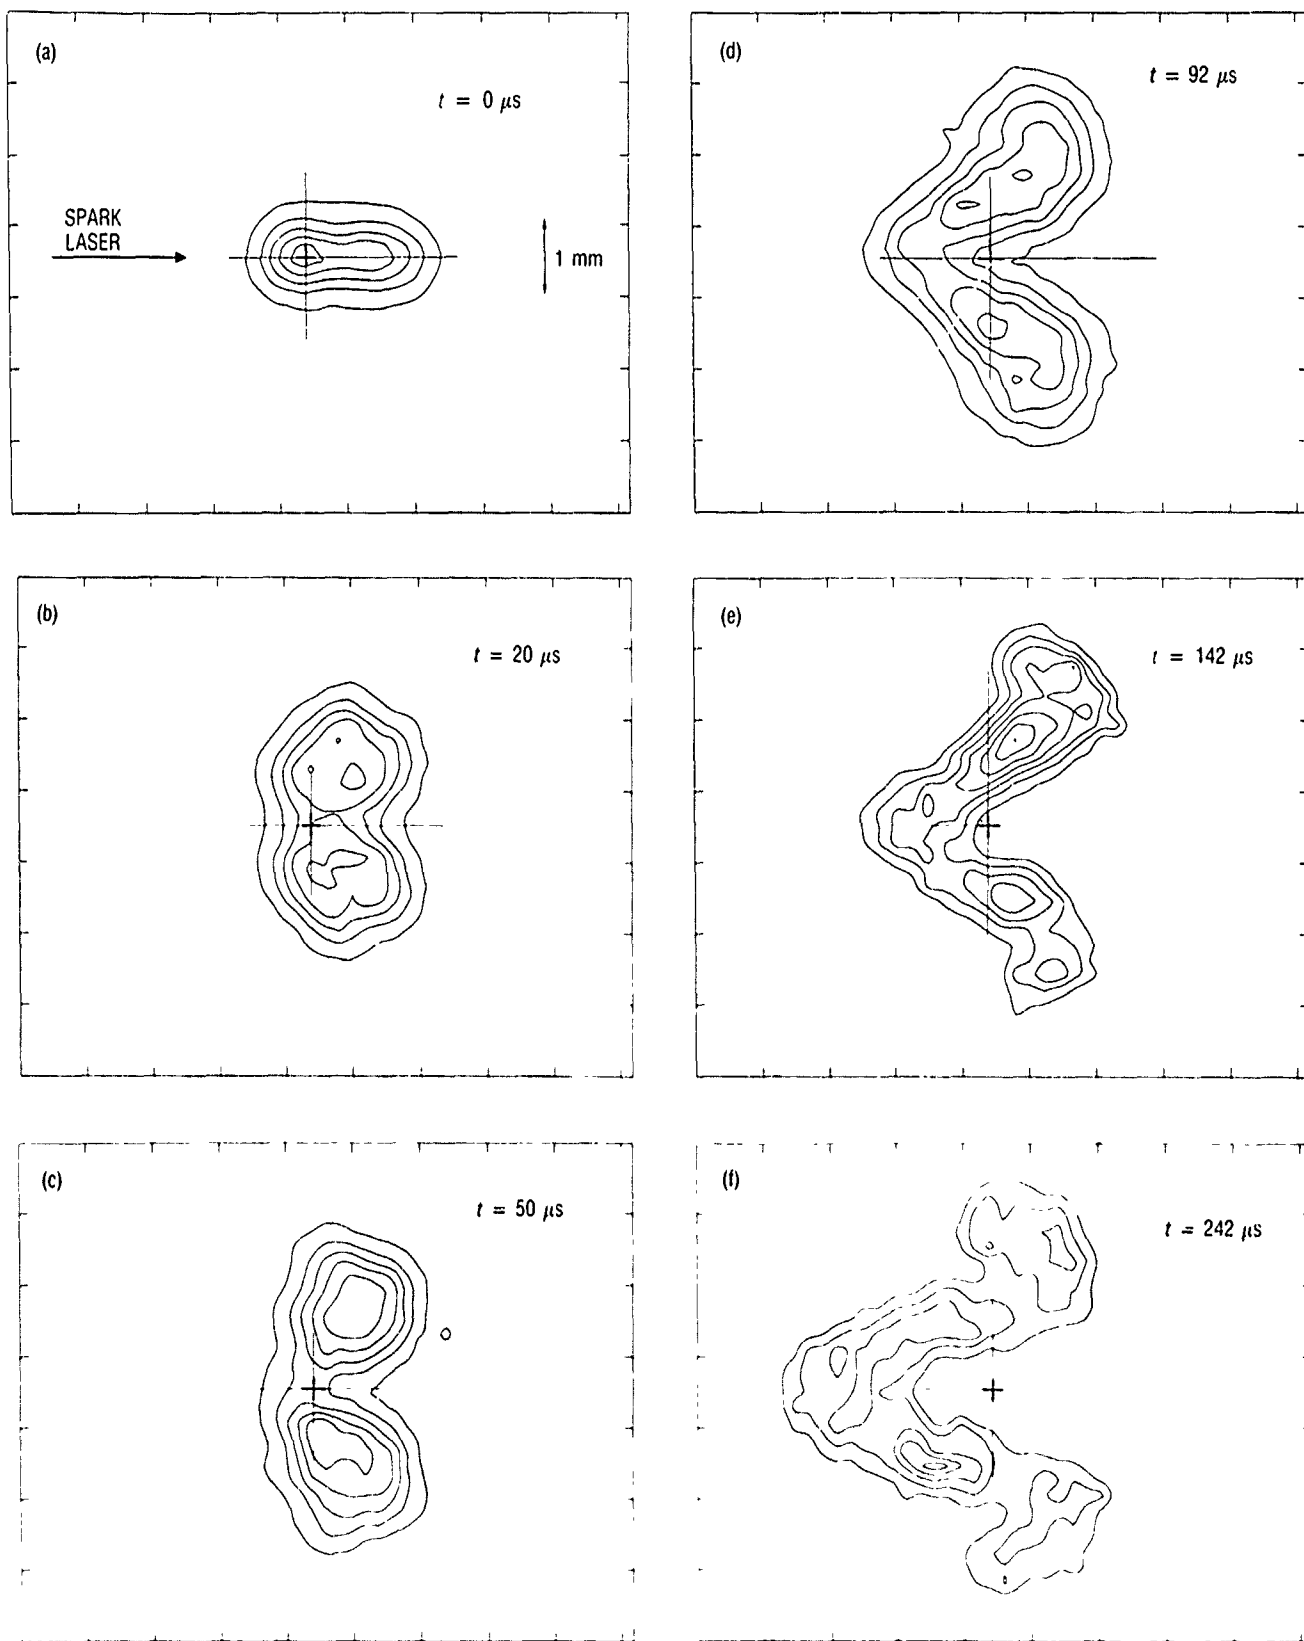 (a)
t = 0 μs
SPARK
LASER
1 mm
(b)
t = 20 μs
(c)
t = 50 μs
(d)
t = 92 μs
(e)
t = 142 μs
(f)
t = 242 μs